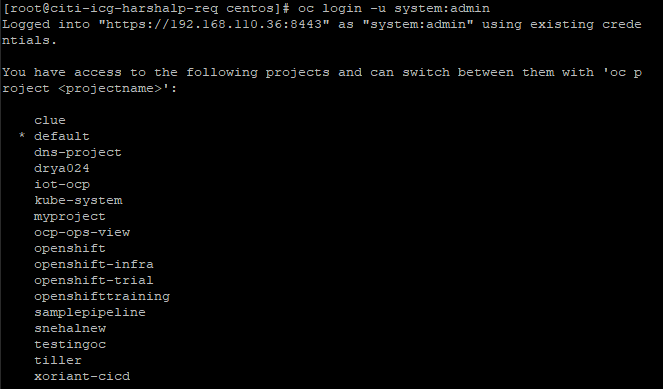 [root@citi-icg-harshalp-req centos]# oc login -u system:admin
Logged into "https://192.168.110.36:8443" as "system:admin" using existing crede
ntials.
You have access to the following projects and can switch between them with 'oc p
roject <projectname>':
clue
* default
dns-project
drya024
iot-ocp
kube-system
myproject
ocp-ops-view
openshift
openshift-infra
openshift-trial
openshifttraining
samplepipeline
snehalnew
testingoc
tiller
xoriant-cicd